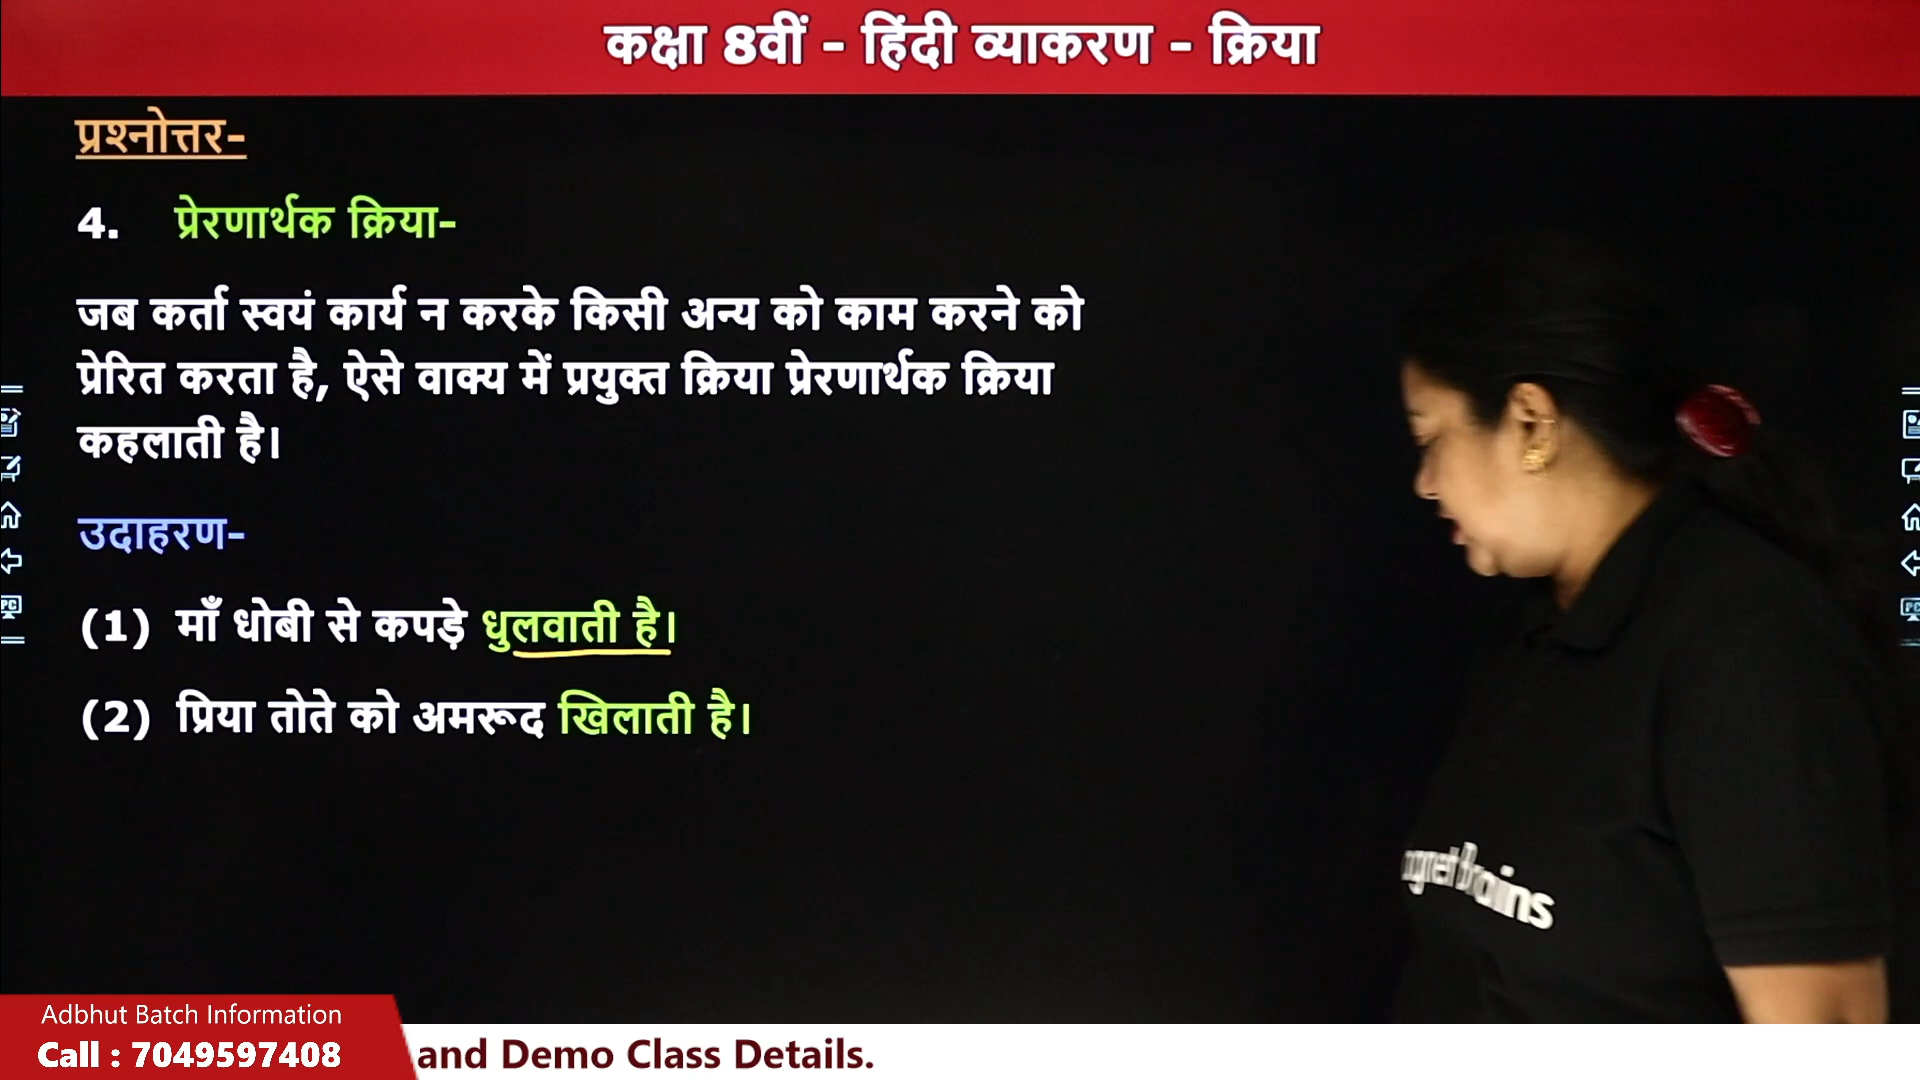 कक्षा 8वीं - हिंदी व्याकरण - क्रिया
प्रश्नोत्तर-
4. प्रेरणार्थक क्रिया-
जब कर्ता स्वयं कार्य न करके किसी अन्य को काम करने को
प्रेरित करता है, ऐसे वाक्य में प्रयुक्त क्रिया प्रेरणार्थक क्रिया
कहलाती है।
उदाहरण-
(1) माँ धोबी से कपड़े धुलवाती है।
(2) प्रिया तोते को अमरूद खिलाती है।
Brains
Adbhut Batch Information
Call : 7049597408
and Demo Class Details.